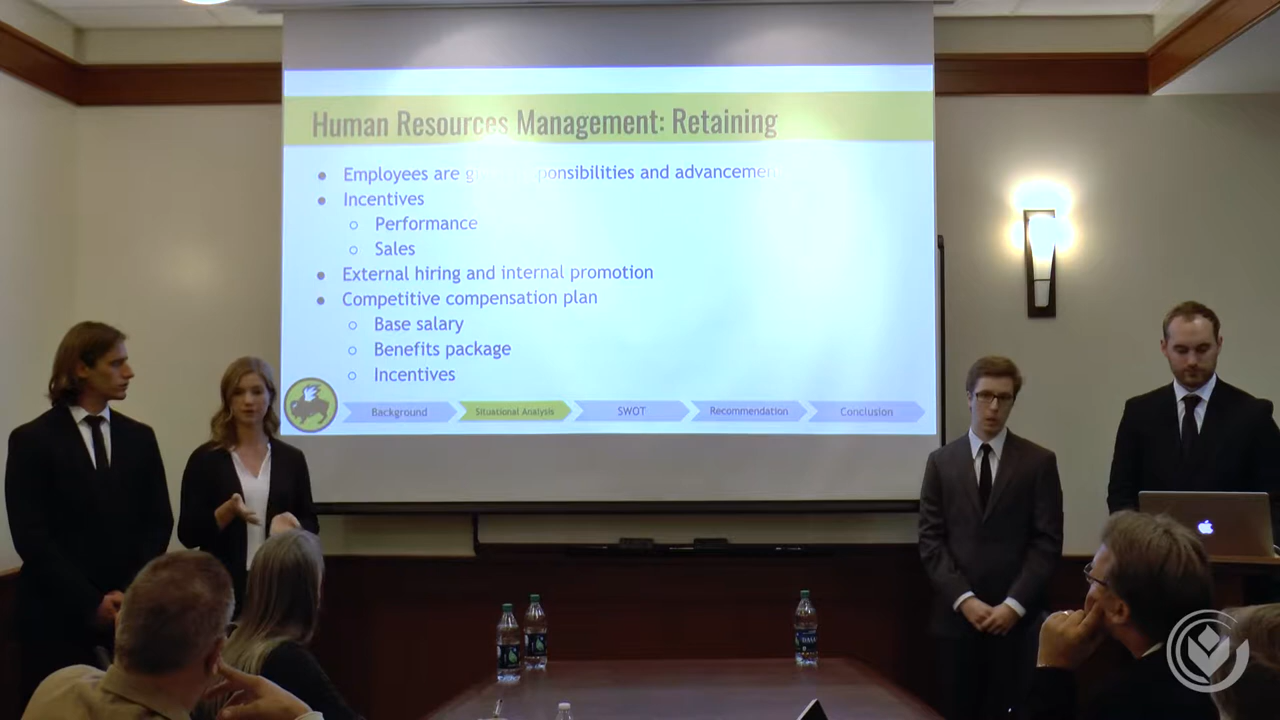 Human Resources Management: Retaining
Employees are ponsibilities and advancemen
Incentives
Performance
Sales
External hiring and internal promotion
Competitive compensation plan
Base salary
Benefits package
Incentives
Background
Situational Analysis
SWOT
Recommendation
Conclusion